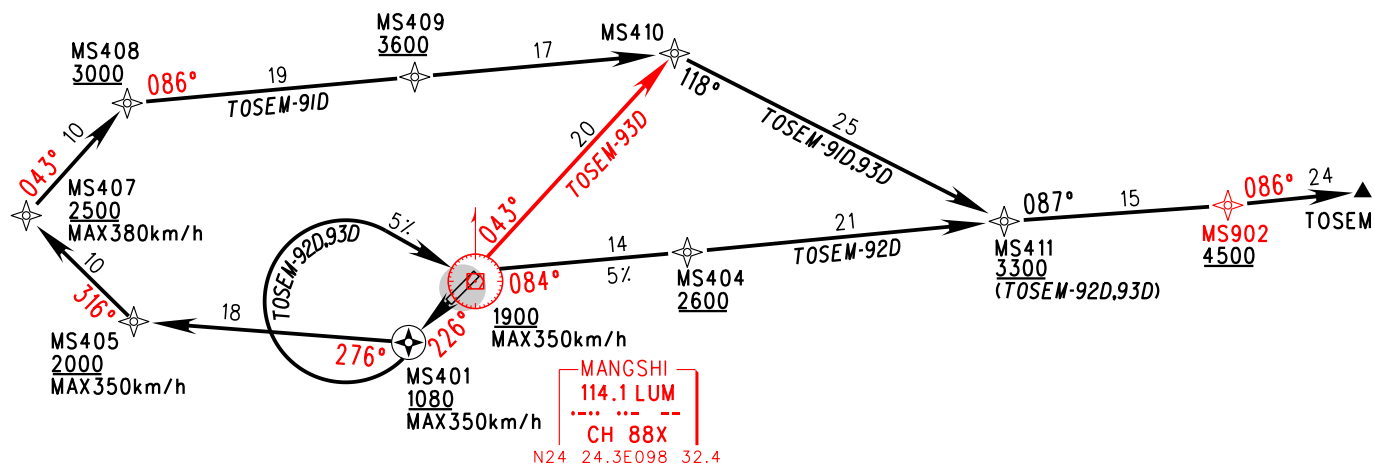 MS408
3000
086°
19
TOSEM-91D
MS409
3600
17
MS410
118°
25
TOSEM-91D,93D
20
TOSEM-93D
043°
10
043°
MS407
2500
MAX380km/h
10
316°
MS405
2000
MAX350km/h
18
276°
TOSEM-92D,93D
5%
226°
MS401
1080
MAX350km/h
084°
1900
MAX350km/h
14
5%
MS404
2600
21
TOSEM-92D
MS411
3300
(TOSEM-92D,93D)
087°
15
MS902
4500
086°
24
TOSEM
MANGSHI
114.1 LUM
·-·· ··- --
CH 88X
N24 24.3E098 32.4